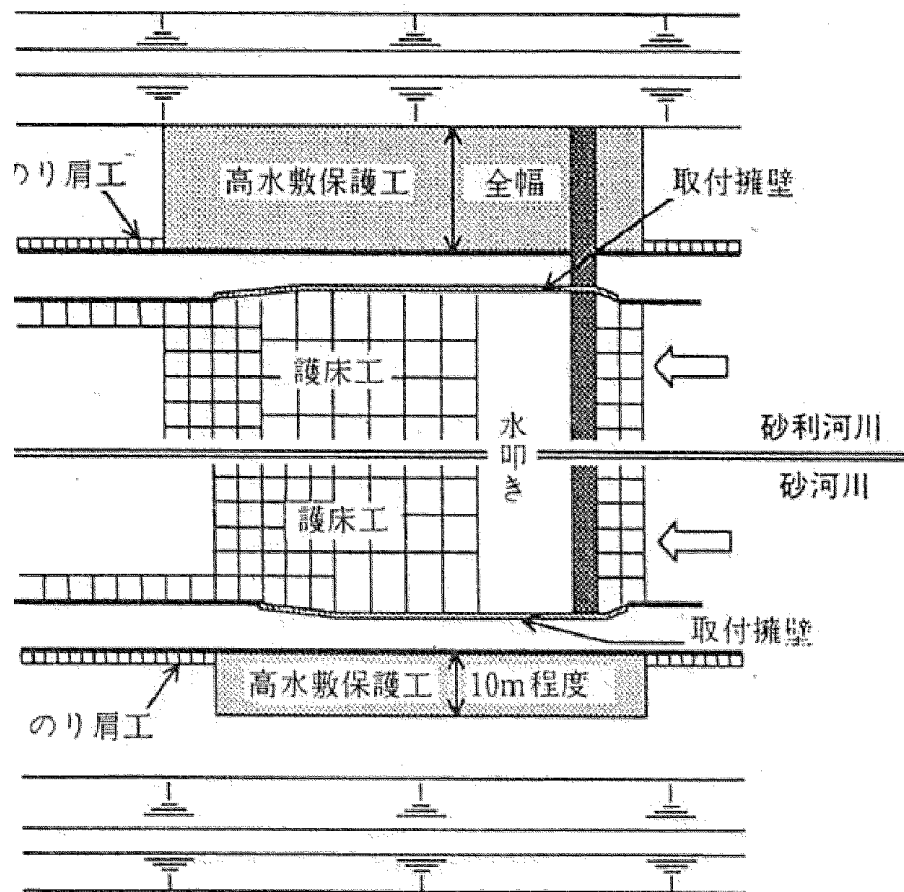 のり肩工
高水敷保護工
全幅
取付擁壁
護床工
水叩き
砂利河川
砂河川
護床工
取付擁壁
高水敷保護工
10m程度
のり肩工